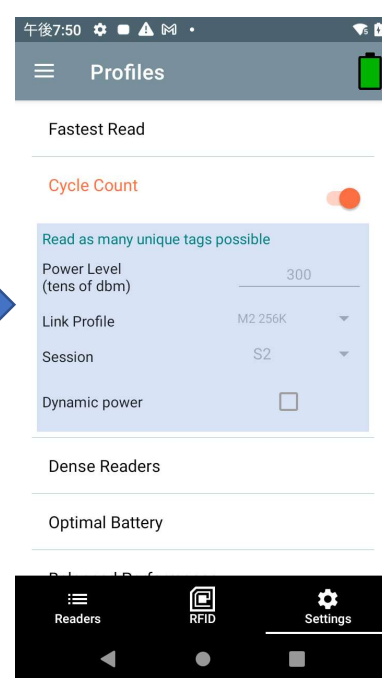 午後7:50
Profiles
Fastest Read
Cycle Count
Read as many unique tags possible
Power Level
(tens of dbm)
300
Link Profile
M2 256K
Session
S2
Dynamic power
Dense Readers
Optimal Battery
Readers
RFID
Settings